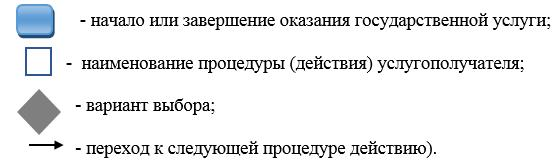 - начало или завершение оказания государственной услуги;
- наименование процедуры (действия) услугополучателя;
- вариант выбора;
- переход к следующей процедуре действию).